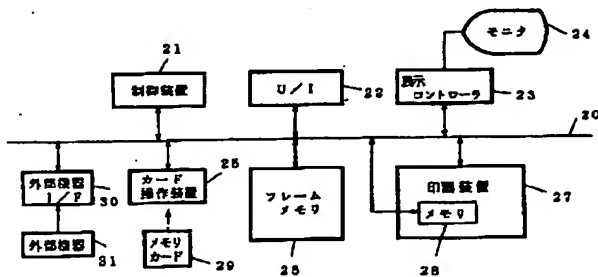 21
制御装置
U/I
22
モニタ
24
表示
コントローラ
23
20
外部機器
I/F
30
外部機器
31
カード
操作装置
25
メモリ
カード
29
フレーム
メモリ
25
印刷装置
メモリ
27
28